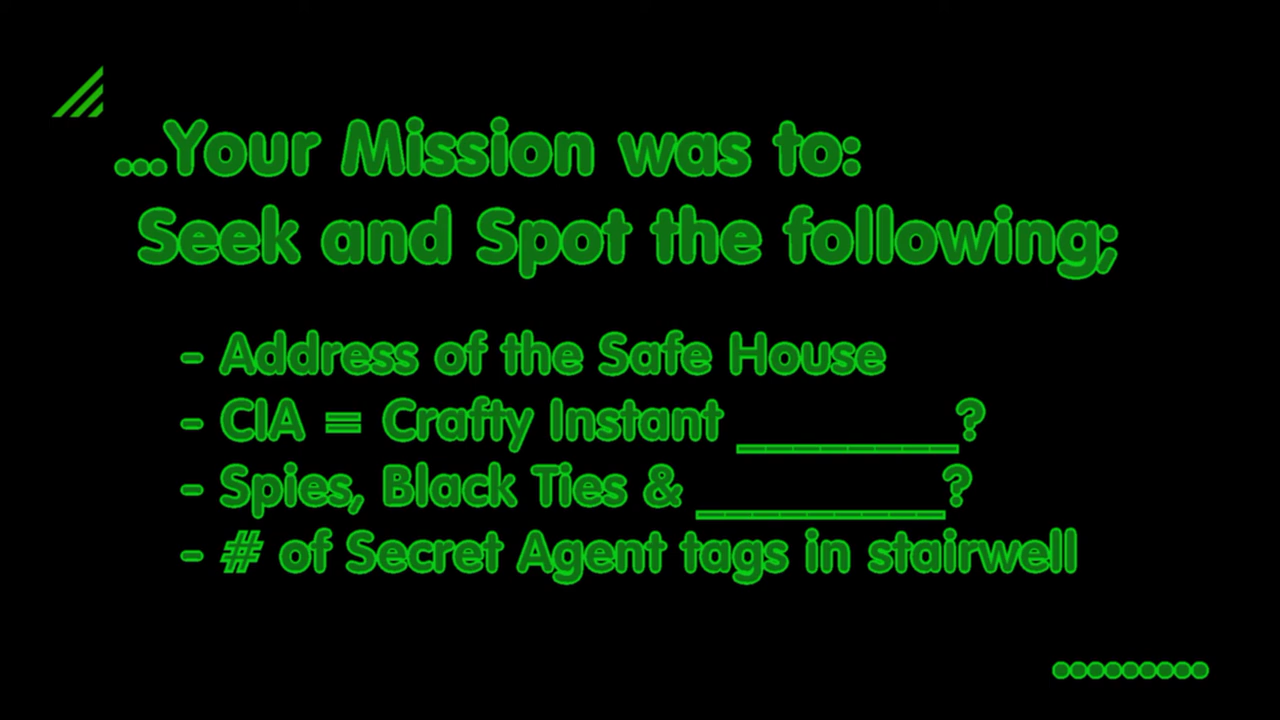 ...Your Mission was to:
Seek and Spot the following;
- Address of the Safe House
- CIA = Crafty Instant ________?
- Spies, Black Ties & _________?
- # of Secret Agent tags in stairwell